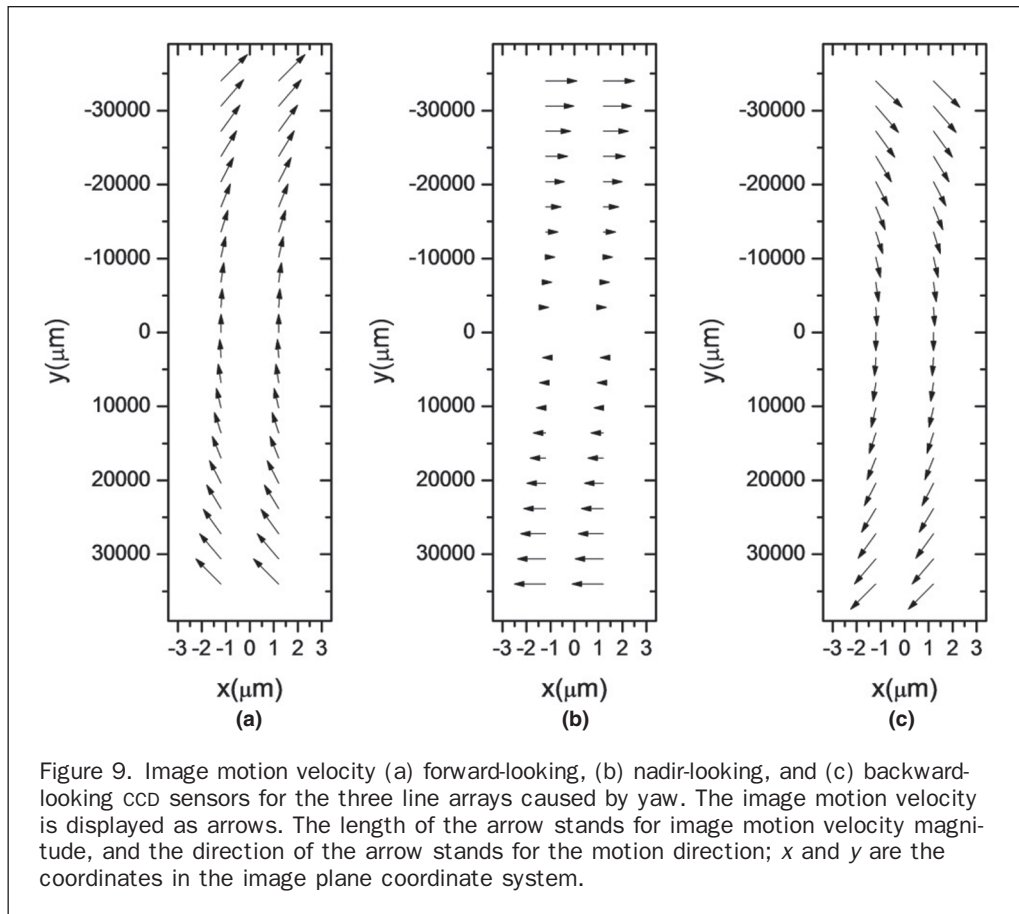 -30000
-20000
-10000
0
10000
20000
30000
y(μm)
-3 -2 -1 0 1 2 3
x(μm)
(a)
-30000
-20000
-10000
0
10000
20000
30000
y(μm)
-3 -2 -1 0 1 2 3
x(μm)
(b)
-30000
-20000
-10000
0
10000
20000
30000
y(μm)
-3 -2 -1 0 1 2 3
x(μm)
(c)
Figure 9. Image motion velocity (a) forward-looking, (b) nadir-looking, and (c) backward-
looking CCD sensors for the three line arrays caused by yaw. The image motion velocity
is displayed as arrows. The length of the arrow stands for image motion velocity magni-
tude, and the direction of the arrow stands for the motion direction; x and y are the
coordinates in the image plane coordinate system.